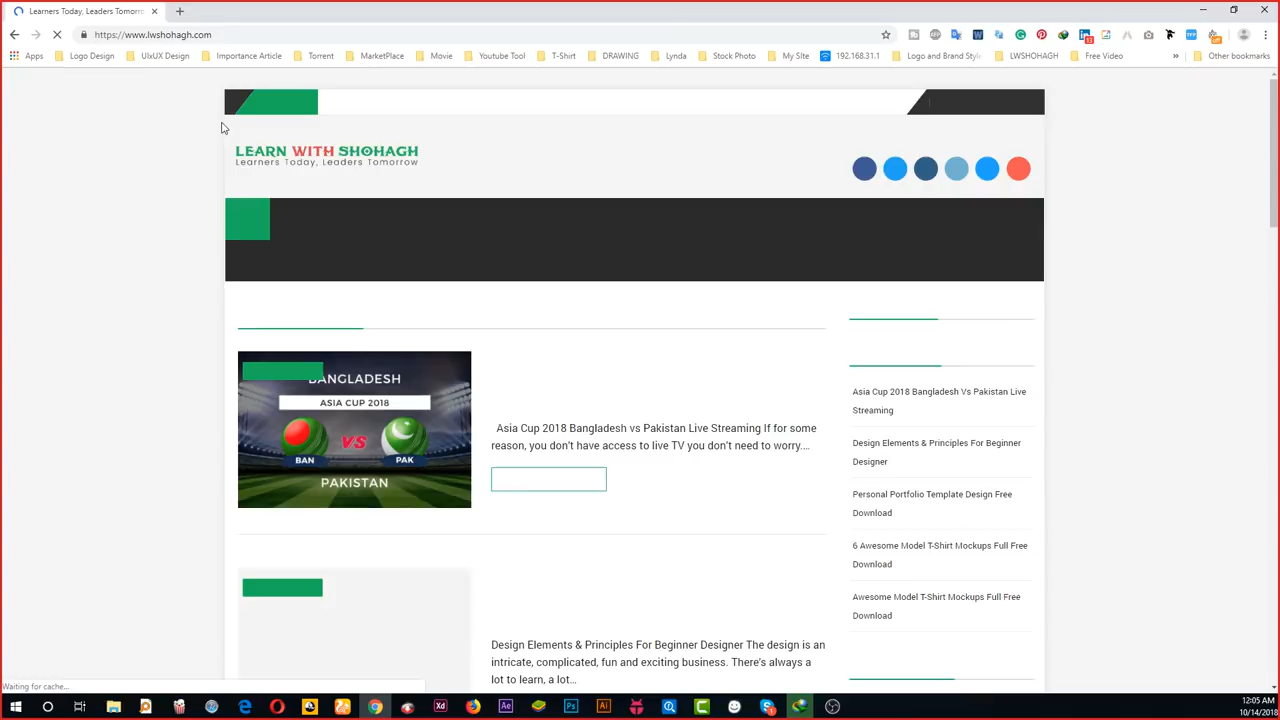 Learners Today, Leaders Tomorro
https://www.lwshohagh.com
Apps
Logo Design
UIxUX Design
Importance Article
Torrent
MarketPlace
Movie
Youtube Tool
T-Shirt
DRAWING
Lynda
Stock Photo
My Site
192.168.31.1
Logo and Brand Style
LWSHOHAGH
Free Video
»
Other bookmarks
LEARN WITH SHOHAGH
Learners Today, Leaders Tomorrow
BANGLADESH
ASIA CUP 2018
VS
BAN
PAK
PAKISTAN
Asia Cup 2018 Bangladesh vs Pakistan Live Streaming If for some
reason, you don't have access to live TV you don't need to worry....
Design Elements & Principles For Beginner Designer The design is an
intricate, complicated, fun and exciting business. There's always a
lot to learn, a lot...
Asia Cup 2018 Bangladesh Vs Pakistan Live
Streaming
Design Elements & Principles For Beginner
Designer
Personal Portfolio Template Design Free
Download
6 Awesome Model T-Shirt Mockups Full Free
Download
Awesome Model T-Shirt Mockups Full Free
Download
Waiting for cache...
12:05 AM
10/14/2018